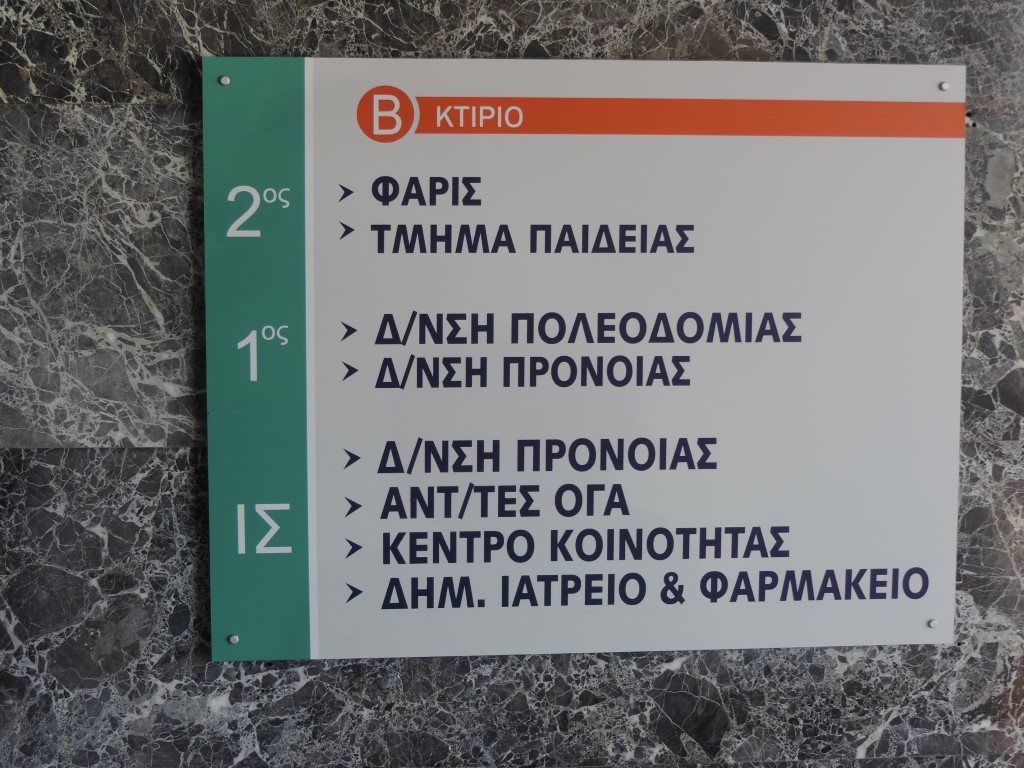 Β ΚΤΙΡΙΟ
2ος
ΦΑΡΙΣ
ΤΜΗΜΑ ΠΑΙΔΕΙΑΣ
1ος
Δ/ΝΣΗ ΠΟΛΕΟΔΟΜΙΑΣ
Δ/ΝΣΗ ΠΡΟΝΟΙΑΣ
ΙΣ
Δ/ΝΣΗ ΠΡΟΝΟΙΑΣ
ΑΝΤ/ΤΕΣ ΟΓΑ
ΚΕΝΤΡΟ ΚΟΙΝΟΤΗΤΑΣ
ΔΗΜ. ΙΑΤΡΕΙΟ & ΦΑΡΜΑΚΕΙΟ